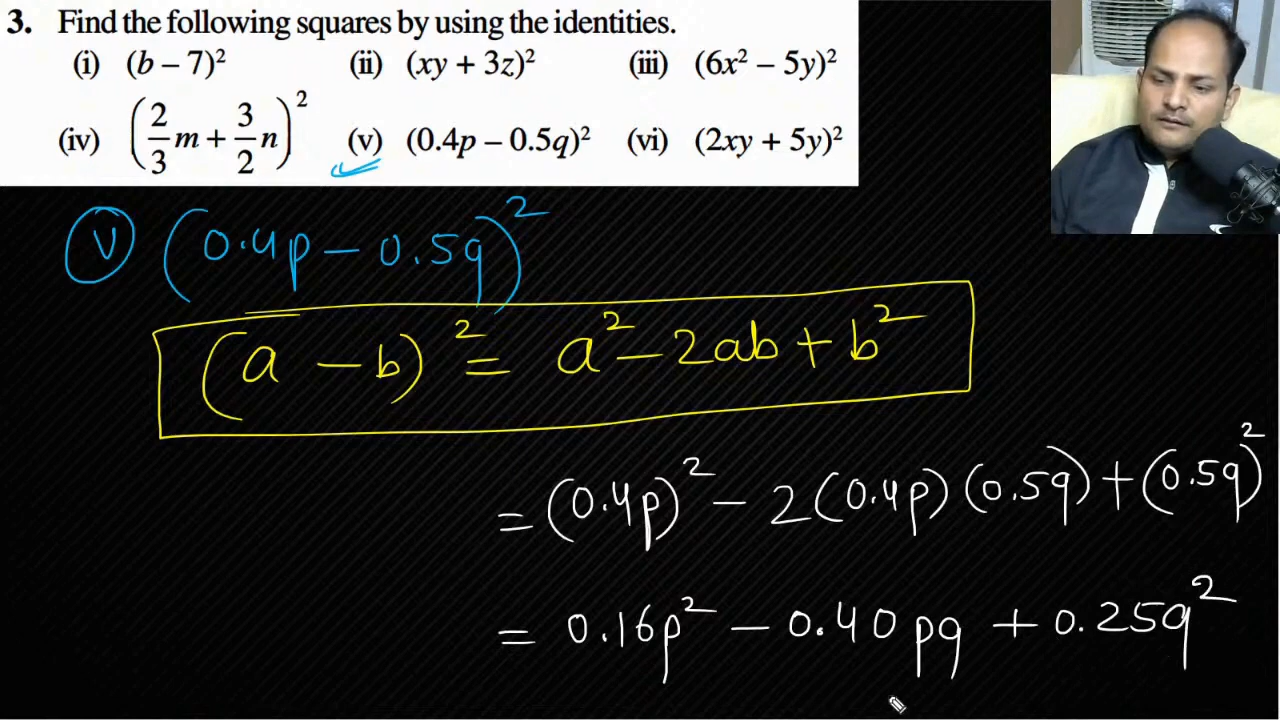 3. Find the following squares by using the identities.
(i) (b – 7)² (ii) (xy + 3z)² (iii) (6x² – 5y)²
(iv) (2/3 m + 3/2 n)² (v) (0.4p – 0.5q)² (vi) (2xy + 5y)²
(v) (0.4p – 0.5q)²
(a – b)² = a² – 2ab + b²
= (0.4p)² – 2(0.4p)(0.5q) + (0.5q)²
= 0.16p² – 0.40pq + 0.25q²